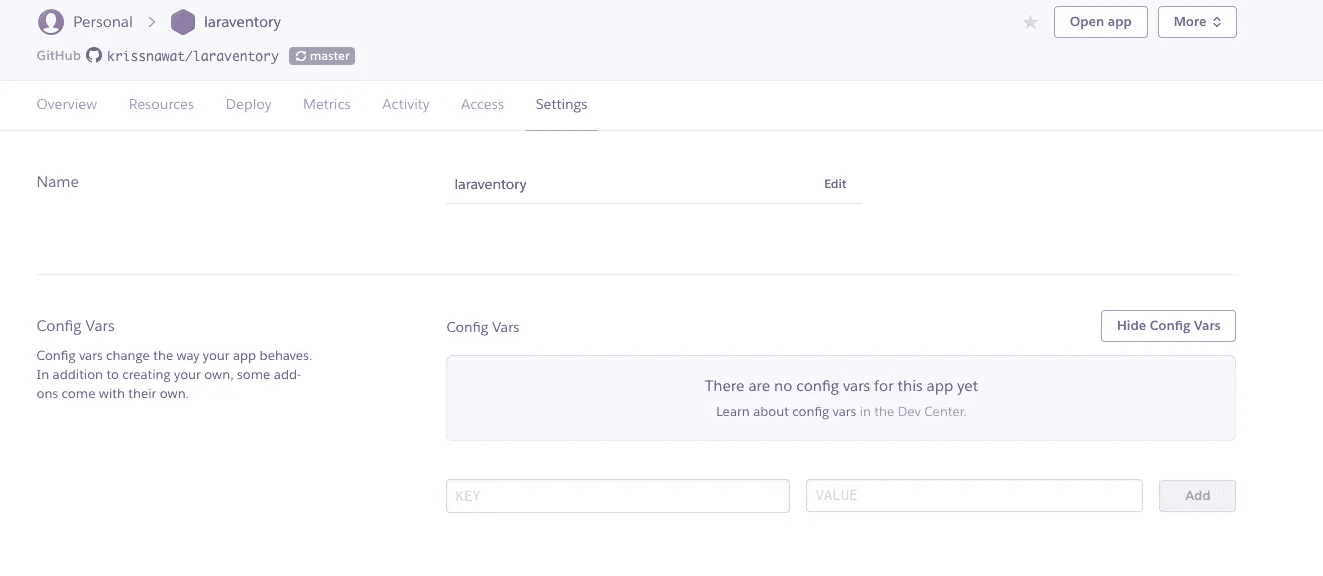 Personal > laraventory
Open app
More
GitHub krissnawat/laraventory master
Overview Resources Deploy Metrics Activity Access Settings
Name
laraventory
Edit
Config Vars
Config vars change the way your app behaves.
In addition to creating your own, some add-
ons come with their own.
Config Vars
Hide Config Vars
There are no config vars for this app yet
Learn about config vars in the Dev Center.
KEY
VALUE
Add